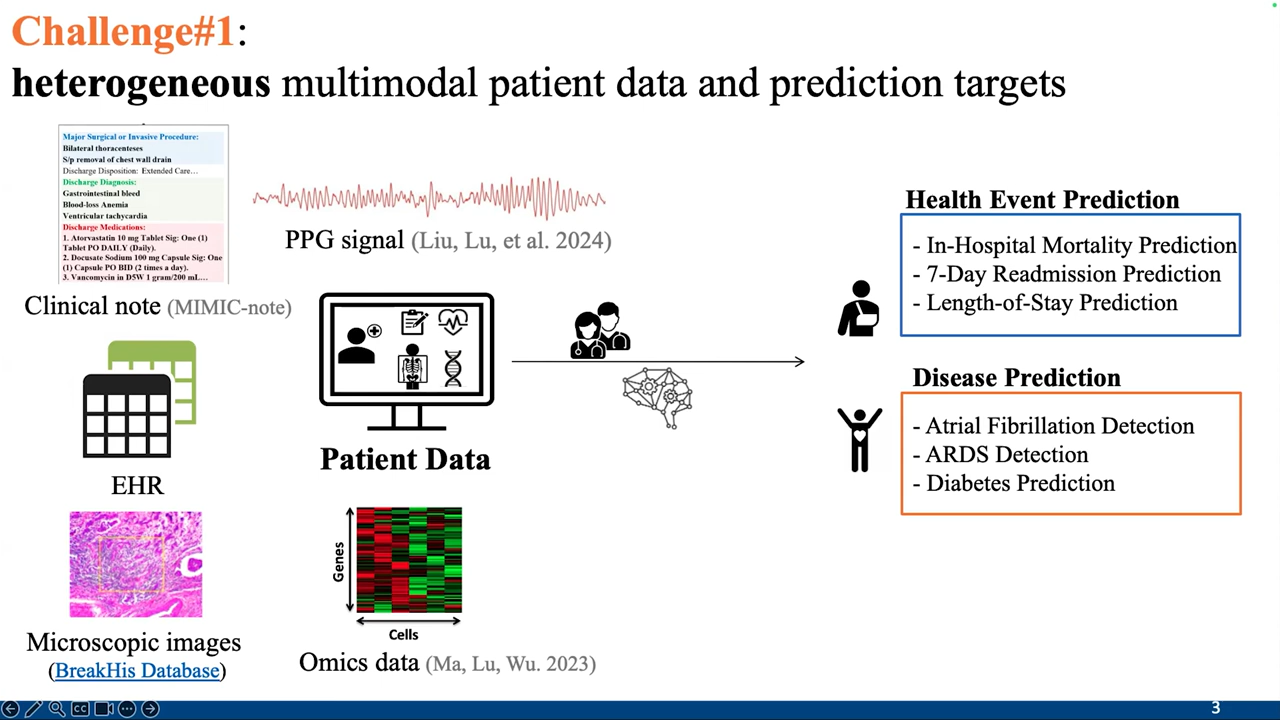 Challenge#1:
heterogeneous multimodal patient data and prediction targets
Major Surgical or Invasive Procedure:
Bilateral thoracenteses
S/p removal of chest wall drain
Discharge Disposition: Extended Care…
Discharge Diagnosis:
Gastrointestinal bleed
Blood-loss Anemia
Ventricular tachycardia
Discharge Medications:
1. Atorvastatin 10 mg Tablet Sig: One (1)
Tablet PO DAILY (Daily).
2. Docusate Sodium 100 mg Capsule Sig: One
(1) Capsule PO BID (2 times a day).
3. Vancomycin in D5W 1 gram/200 mL…
Clinical note (MIMIC-note)
PPG signal (Liu, Lu, et al. 2024)
EHR
Patient Data
Microscopic images
(BreakHis Database)
Genes
Cells
Omics data (Ma, Lu, Wu. 2023)
Health Event Prediction
- In-Hospital Mortality Prediction
- 7-Day Readmission Prediction
- Length-of-Stay Prediction
Disease Prediction
- Atrial Fibrillation Detection
- ARDS Detection
- Diabetes Prediction
CC
3